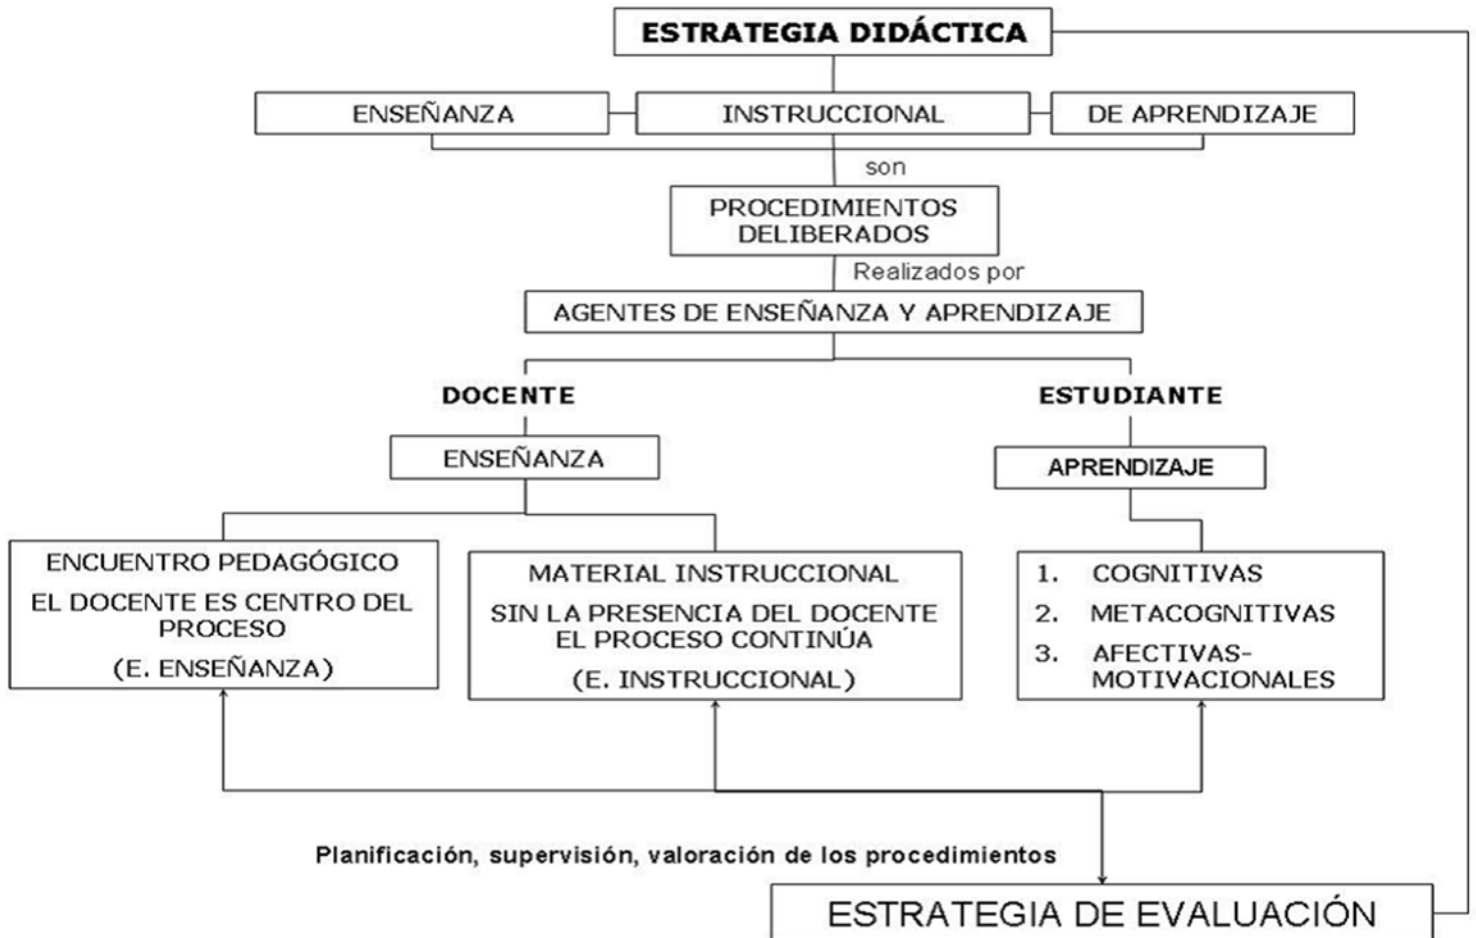 ESTRATEGIA DIDÁCTICA
ENSEÑANZA
INSTRUCCIONAL
DE APRENDIZAJE
son
PROCEDIMIENTOS
DELIBERADOS
Realizados por
AGENTES DE ENSEÑANZA Y APRENDIZAJE
DOCENTE
ESTUDIANTE
ENSEÑANZA
APRENDIZAJE
ENCUENTRO PEDAGÓGICO
EL DOCENTE ES CENTRO DEL
PROCESO
(E. ENSEÑANZA)
MATERIAL INSTRUCCIONAL
SIN LA PRESENCIA DEL DOCENTE
EL PROCESO CONTINÚA
(E. INSTRUCCIONAL)
1. COGNITIVAS
2. METACOGNITIVAS
3. AFECTIVAS-
MOTIVACIONALES
Planificación, supervisión, valoración de los procedimientos
ESTRATEGIA DE EVALUACIÓN